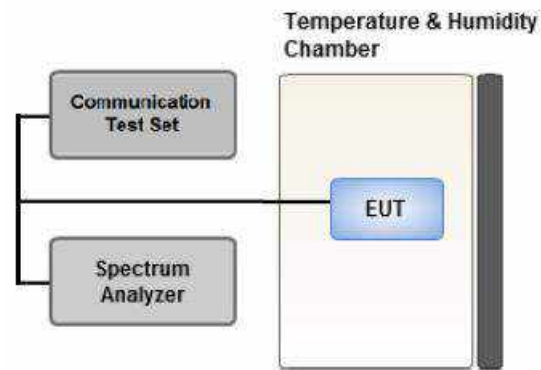 Temperature & Humidity
Chamber
Communication
Test Set
EUT
Spectrum
Analyzer